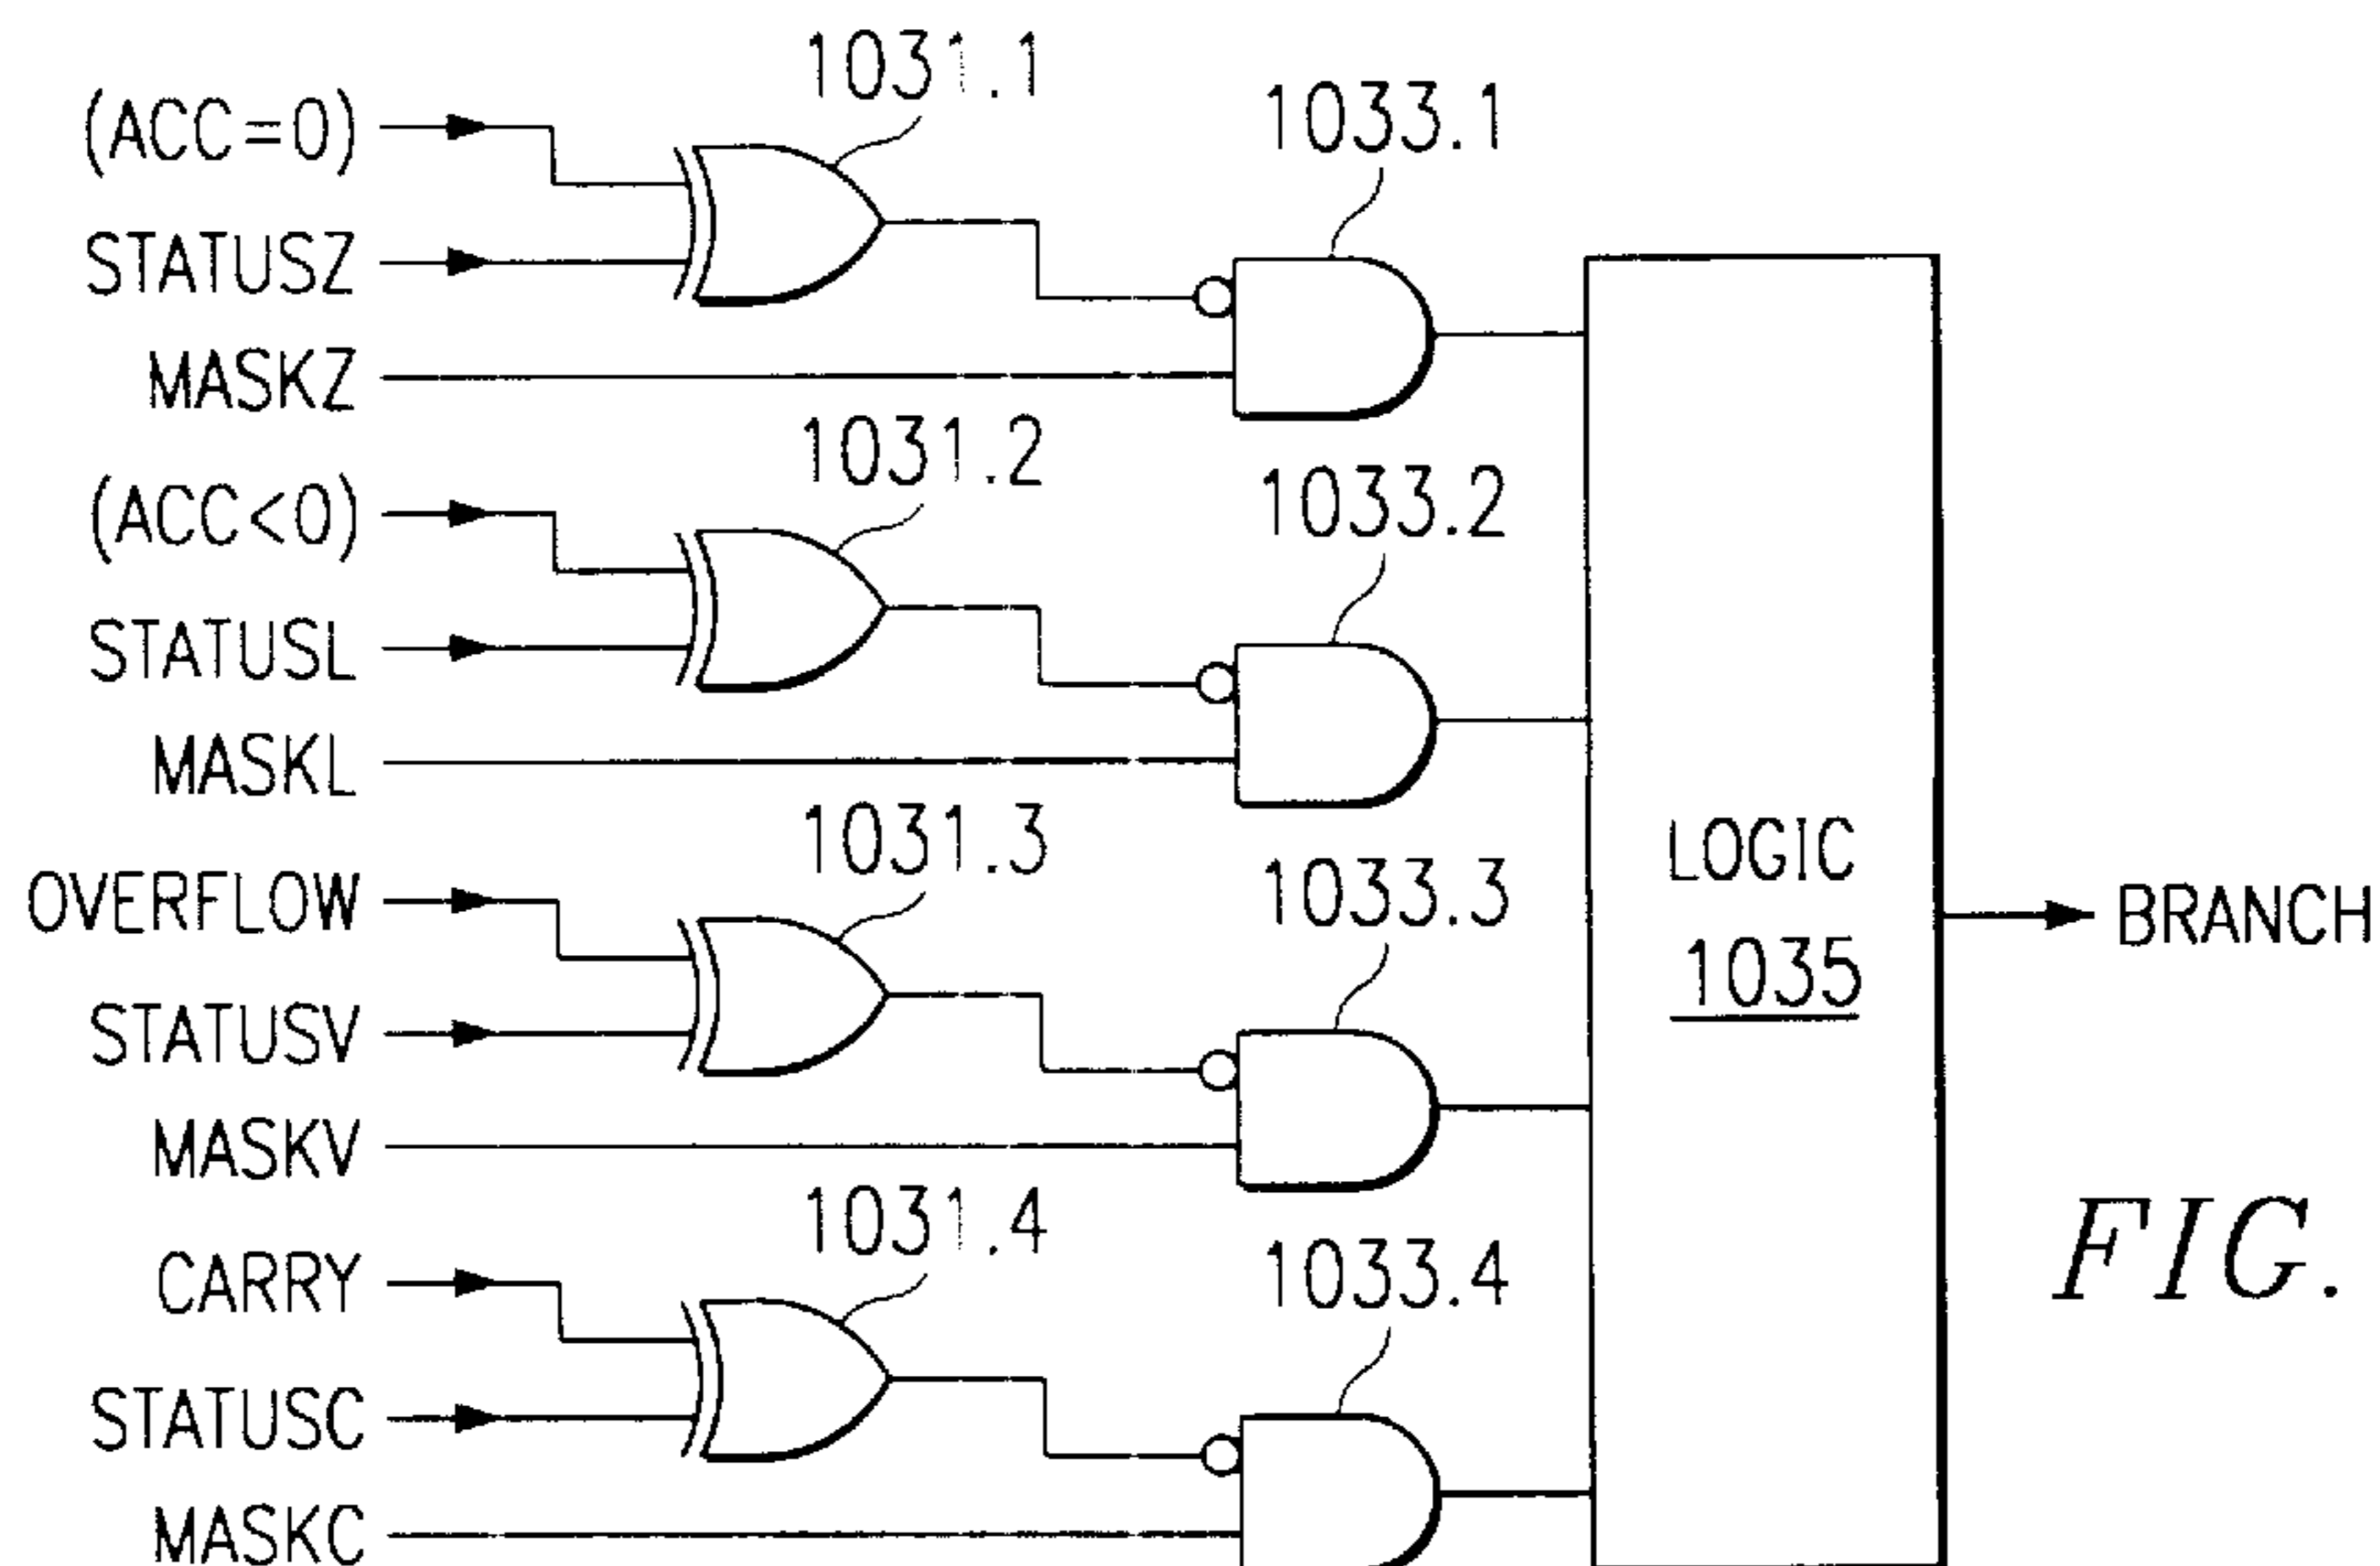 1031.1
1033.1
(ACC=0)
STATUSZ
MASKZ
1031.2
1033.2
(ACC<0)
STATUSL
MASKL
1031.3
1033.3
OVERFLOW
STATUSV
MASKV
LOGIC
1035
BRANCH
1031.4
1033.4
CARRY
STATUSC
MASKC
FIG.